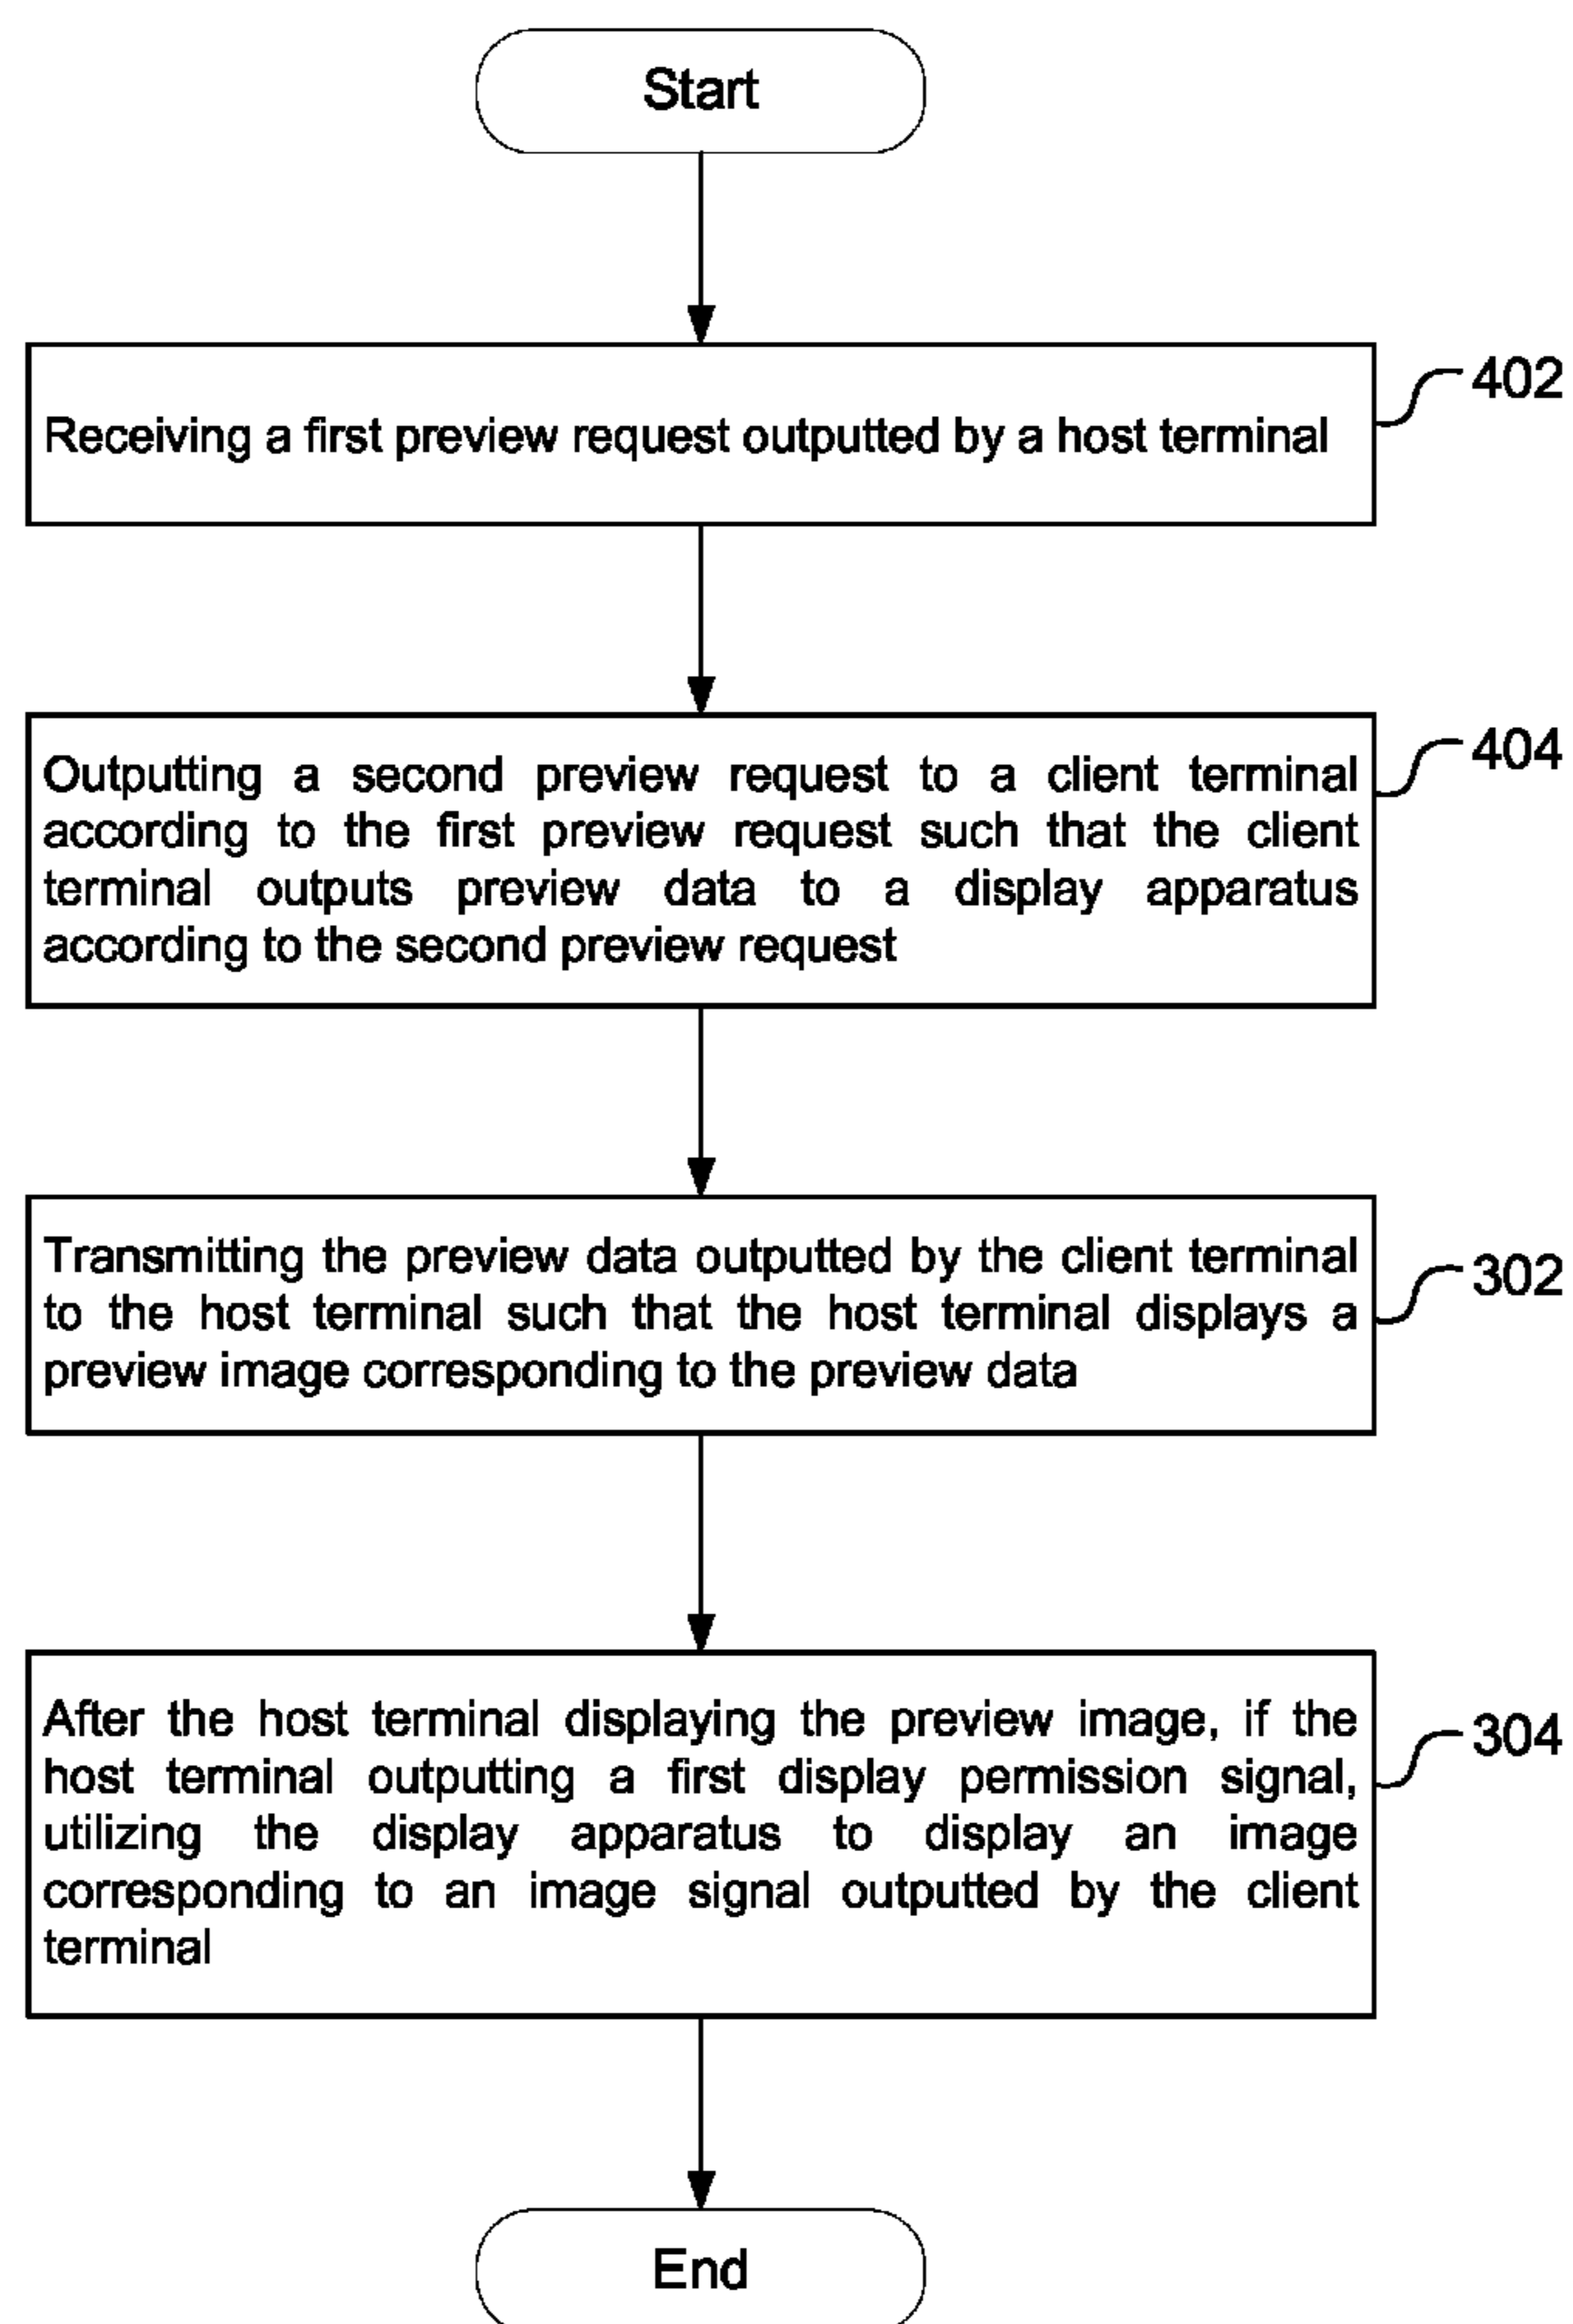 Start
Receiving a first preview request outputted by a host terminal
402
Outputting a second preview request to a client terminal
according to the first preview request such that the client
terminal outputs preview data to a display apparatus
according to the second preview request
404
Transmitting the preview data outputted by the client terminal
to the host terminal such that the host terminal displays a
preview image corresponding to the preview data
302
After the host terminal displaying the preview image, if the
host terminal outputting a first display permission signal,
utilizing the display apparatus to display an image
corresponding to an image signal outputted by the client
terminal
304
End